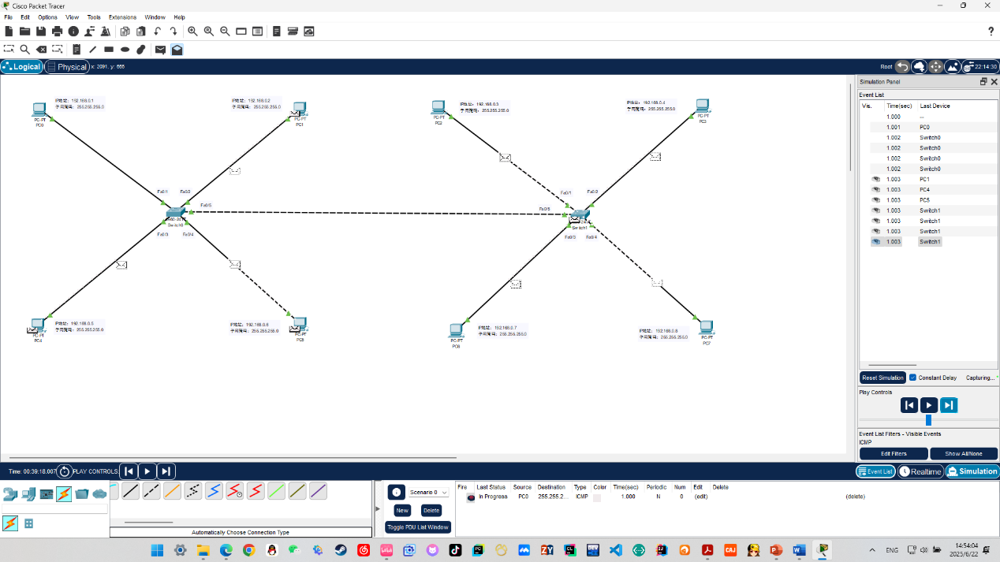 Cisco Packet Tracer
File Edit Options View Tools Extensions Window Help
?
Logical Physical x: 2091, y: 665 Root 22:14:30
Simulation Panel
Event List
Vis. Time(sec) Last Device
1.000 --
1.001 PC0
1.002 Switch0
1.002 Switch0
1.002 Switch0
1.002 Switch0
1.003 PC1
1.003 PC4
1.003 PC5
1.003 Switch1
1.003 Switch1
1.003 Switch1
1.003 Switch1
Reset Simulation Constant Delay Capturing...
Play Controls
Event List Filters - Visible Events
ICMP
Edit Filters Show All/None
IP地址: 192.168.0.1
子网掩码: 255.255.255.0
PC-PT
PC0
IP地址: 192.168.0.2
子网掩码: 255.255.255.0
PC-PT
PC1
IP地址: 192.168.0.3
子网掩码: 255.255.255.0
PC-PT
PC2
IP地址: 192.168.0.4
子网掩码: 255.255.255.0
PC-PT
PC3
Fa0/1 Fa0/2
Fa0/5
Switch0
Fa0/3 Fa0/4
Fa0/1 Fa0/2
Fa0/5
Switch1
Fa0/3 Fa0/4
IP地址: 192.168.0.5
子网掩码: 255.255.255.0
PC-PT
PC4
IP地址: 192.168.0.6
子网掩码: 255.255.255.0
PC-PT
PC5
IP地址: 192.168.0.7
子网掩码: 255.255.255.0
PC-PT
PC6
IP地址: 192.168.0.8
子网掩码: 255.255.255.0
PC-PT
PC7
Time: 00:39:18.007 PLAY CONTROLS: Event List Realtime Simulation
Scenario 0
New Delete
Toggle PDU List Window
Automatically Choose Connection Type
Fire Last Status Source Destination Type Color Time(sec) Periodic Num Edit Delete
In Progress PC0 255.255.2... ICMP 1.000 N 0 (edit) (delete)
ENG
14:54:04
2025/6/22